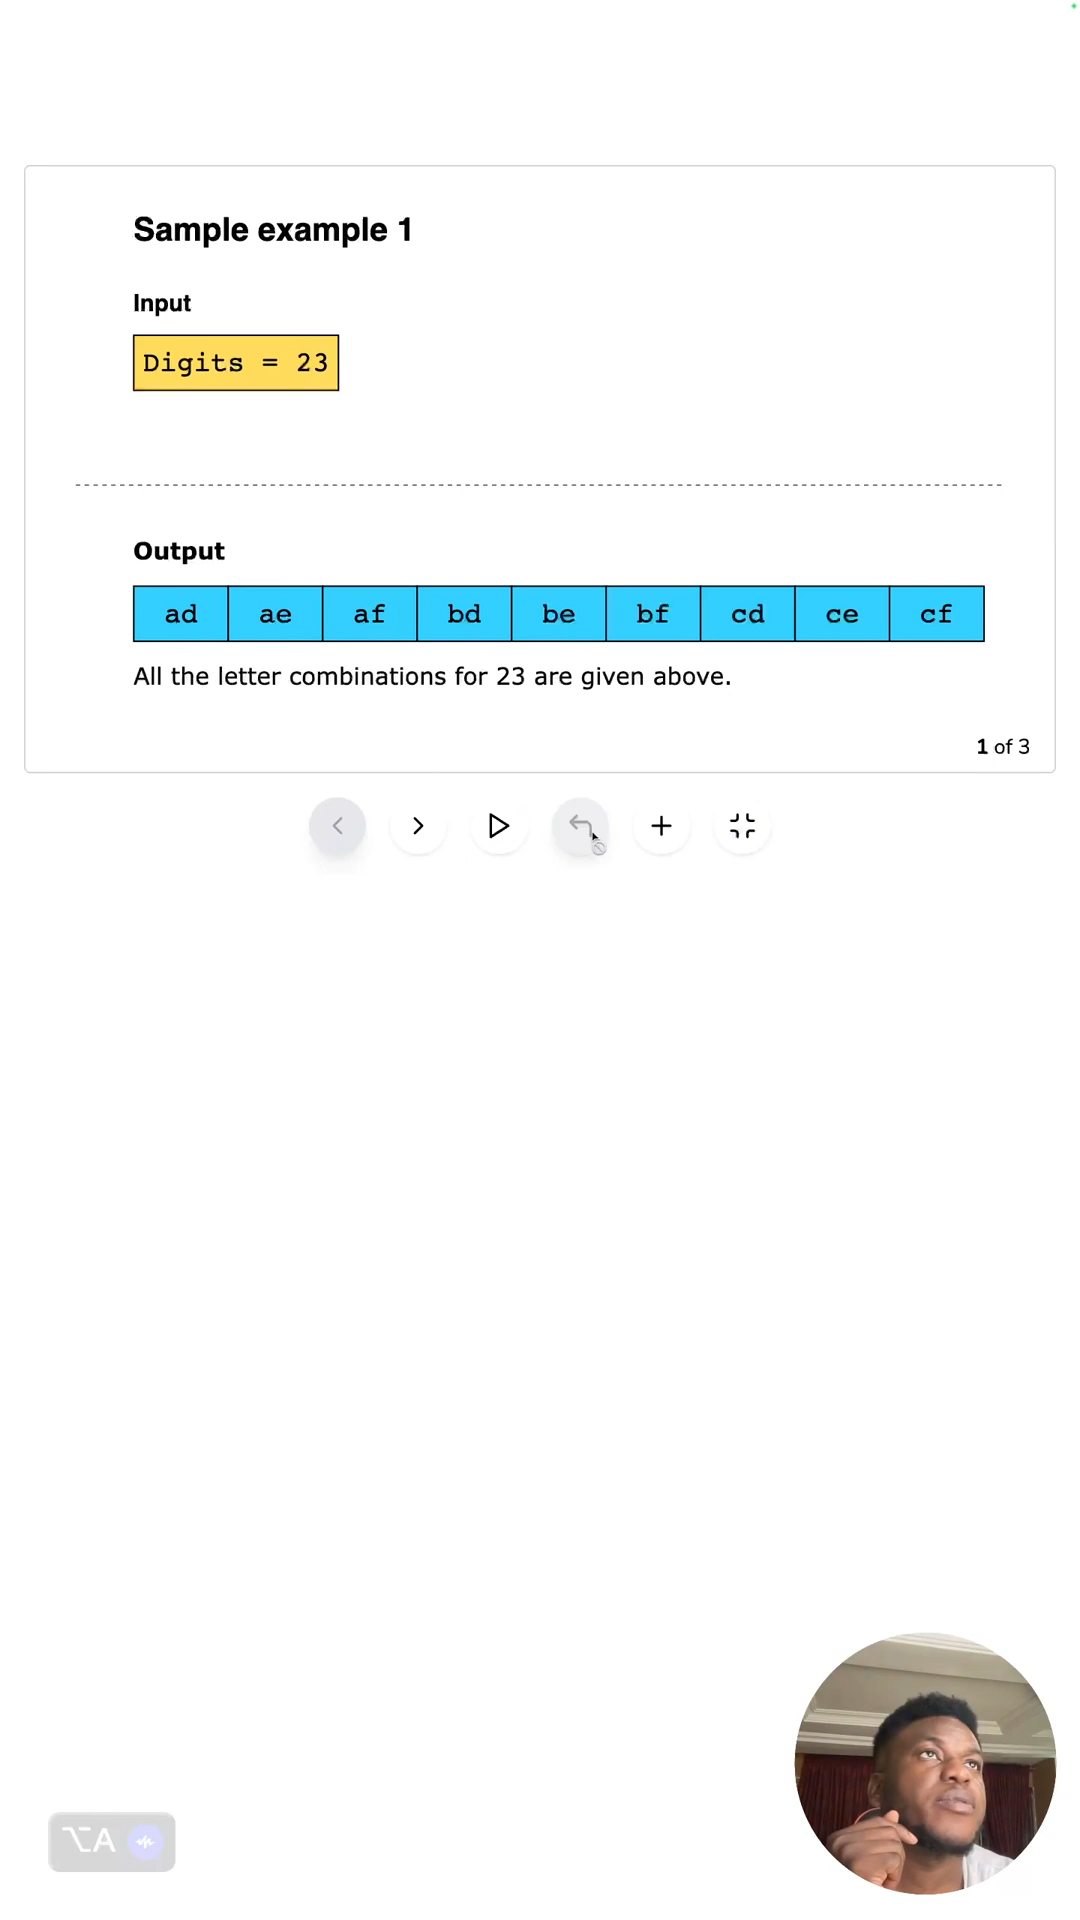 Sample example 1
Input
Digits = 23
Output
ad ae af bd be bf cd ce cf
All the letter combinations for 23 are given above.
1 of 3
⌥A